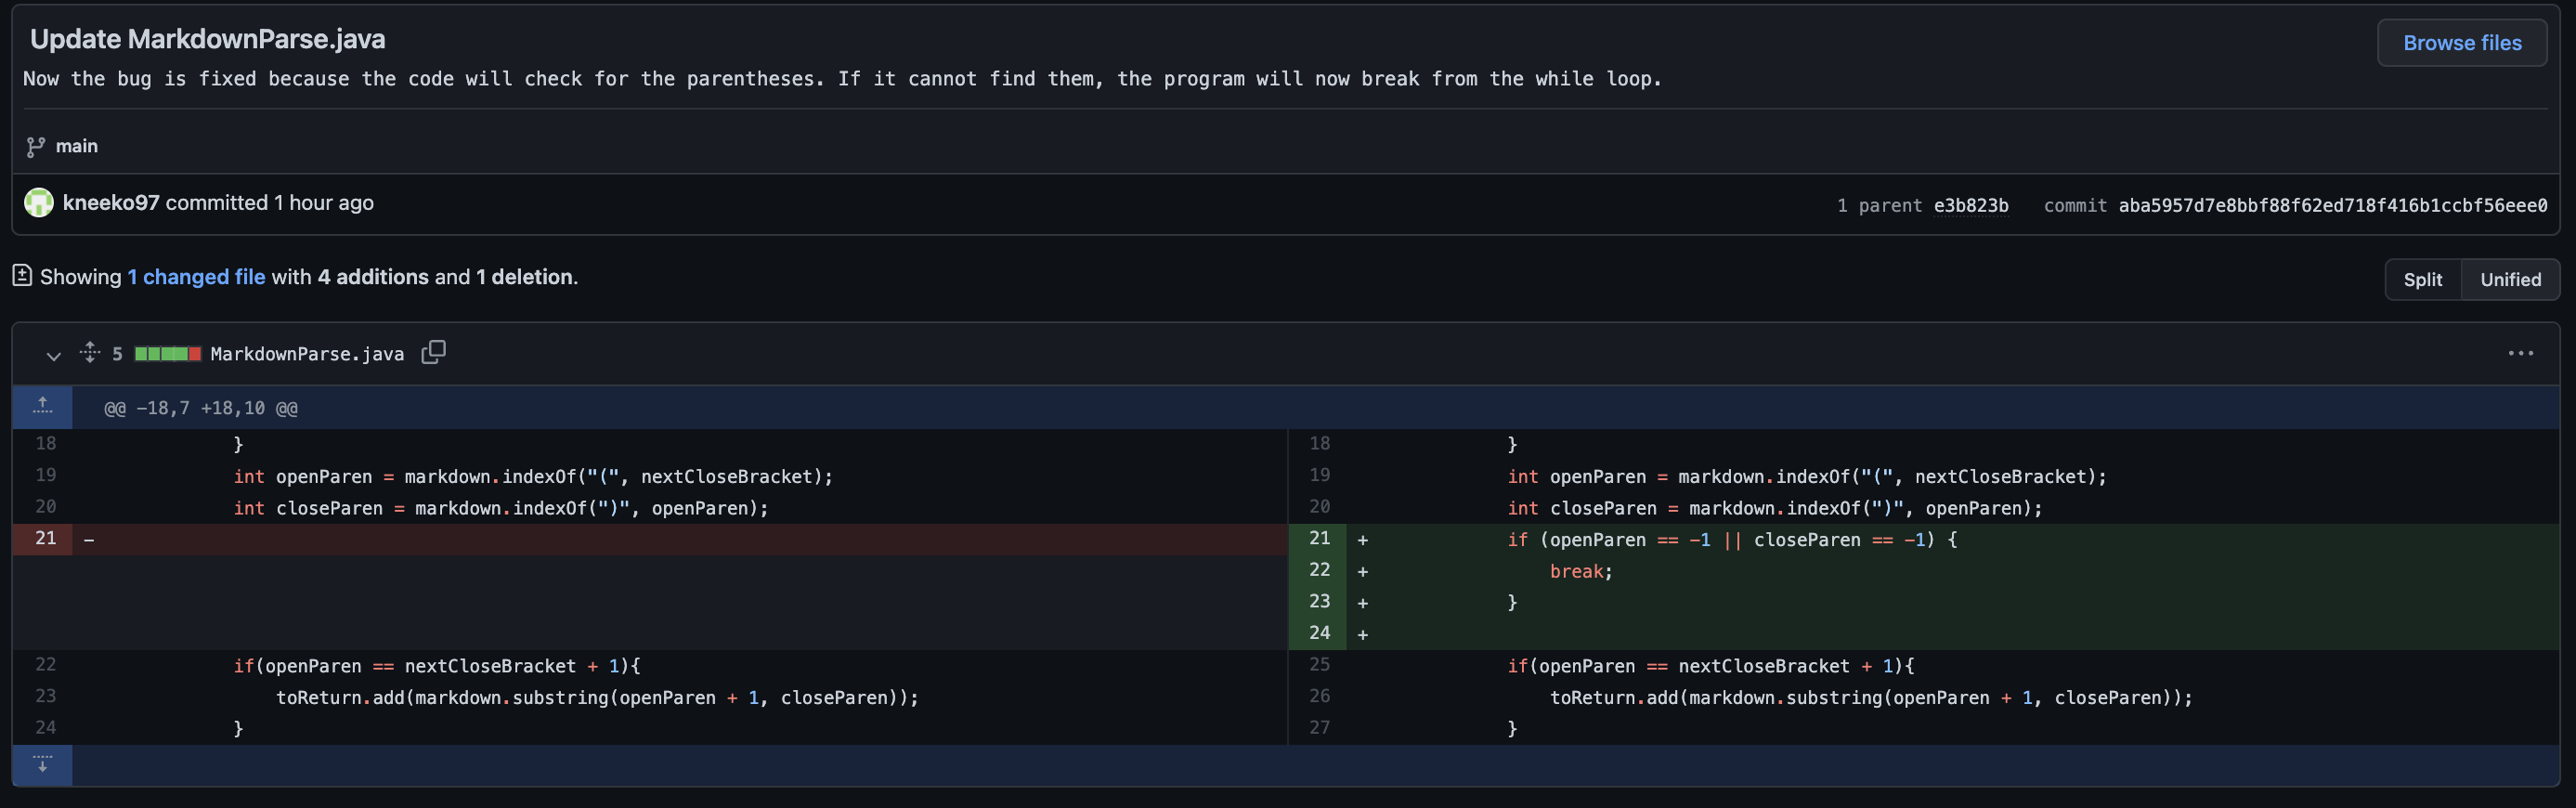 Update MarkdownParse.java
Browse files
Now the bug is fixed because the code will check for the parentheses. If it cannot find them, the program will now break from the while loop.
main
kneeko97 committed 1 hour ago
1 parent e3b823b commit aba5957d7e8bbf88f62ed718f416b1ccbf56eee0
Showing 1 changed file with 4 additions and 1 deletion.
Split Unified
5 MarkdownParse.java
@@ -18,7 +18,10 @@
18 }
19 int openParen = markdown.indexOf("(", nextCloseBracket);
20 int closeParen = markdown.indexOf(")", openParen);
21 -
22 if(openParen == nextCloseBracket + 1){
23 toReturn.add(markdown.substring(openParen + 1, closeParen));
24 }
18 }
19 int openParen = markdown.indexOf("(", nextCloseBracket);
20 int closeParen = markdown.indexOf(")", openParen);
21 + if (openParen == -1 || closeParen == -1) {
22 + break;
23 + }
24 +
25 if(openParen == nextCloseBracket + 1){
26 toReturn.add(markdown.substring(openParen + 1, closeParen));
27 }